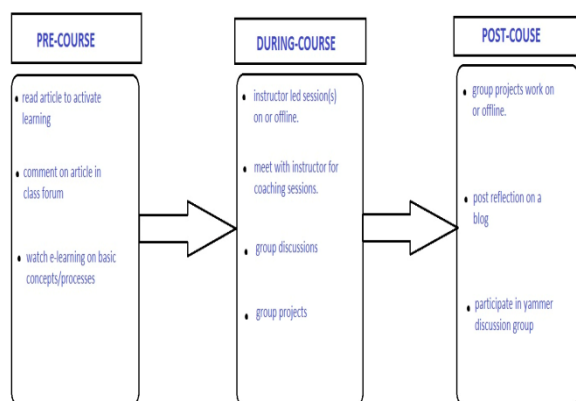 PRE-COURSE
read article to activate
learning
comment on article in
class forum
watch e-learning on basic
concepts/processes
DURING-COURSE
instructor led session(s)
on or offline.
meet with instructor for
coaching sessions.
group discussions
group projects
POST-COUSE
group projects work on
or offline.
post reflection on a
blog
participate in yammer
discussion group